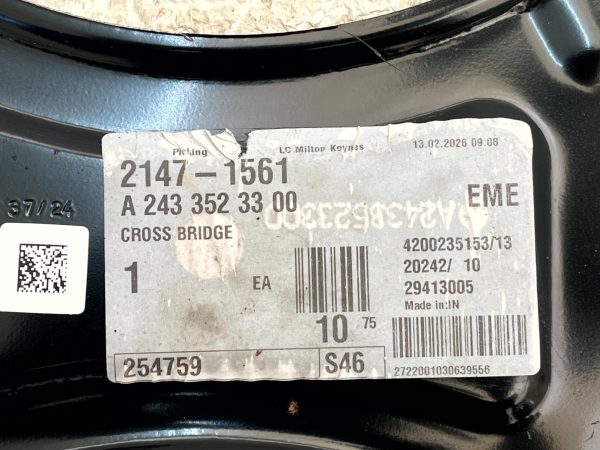 Picking LC Milton Keynes 13.02.2026 09:08
2147-1561
A 243 352 33 00
EME
CROSS BRIDGE
4200235153/13
1 EA
20242/ 10
29413005
Made in:IN
10 75
254759 S46
2722001030639556
37/24
A2433523300